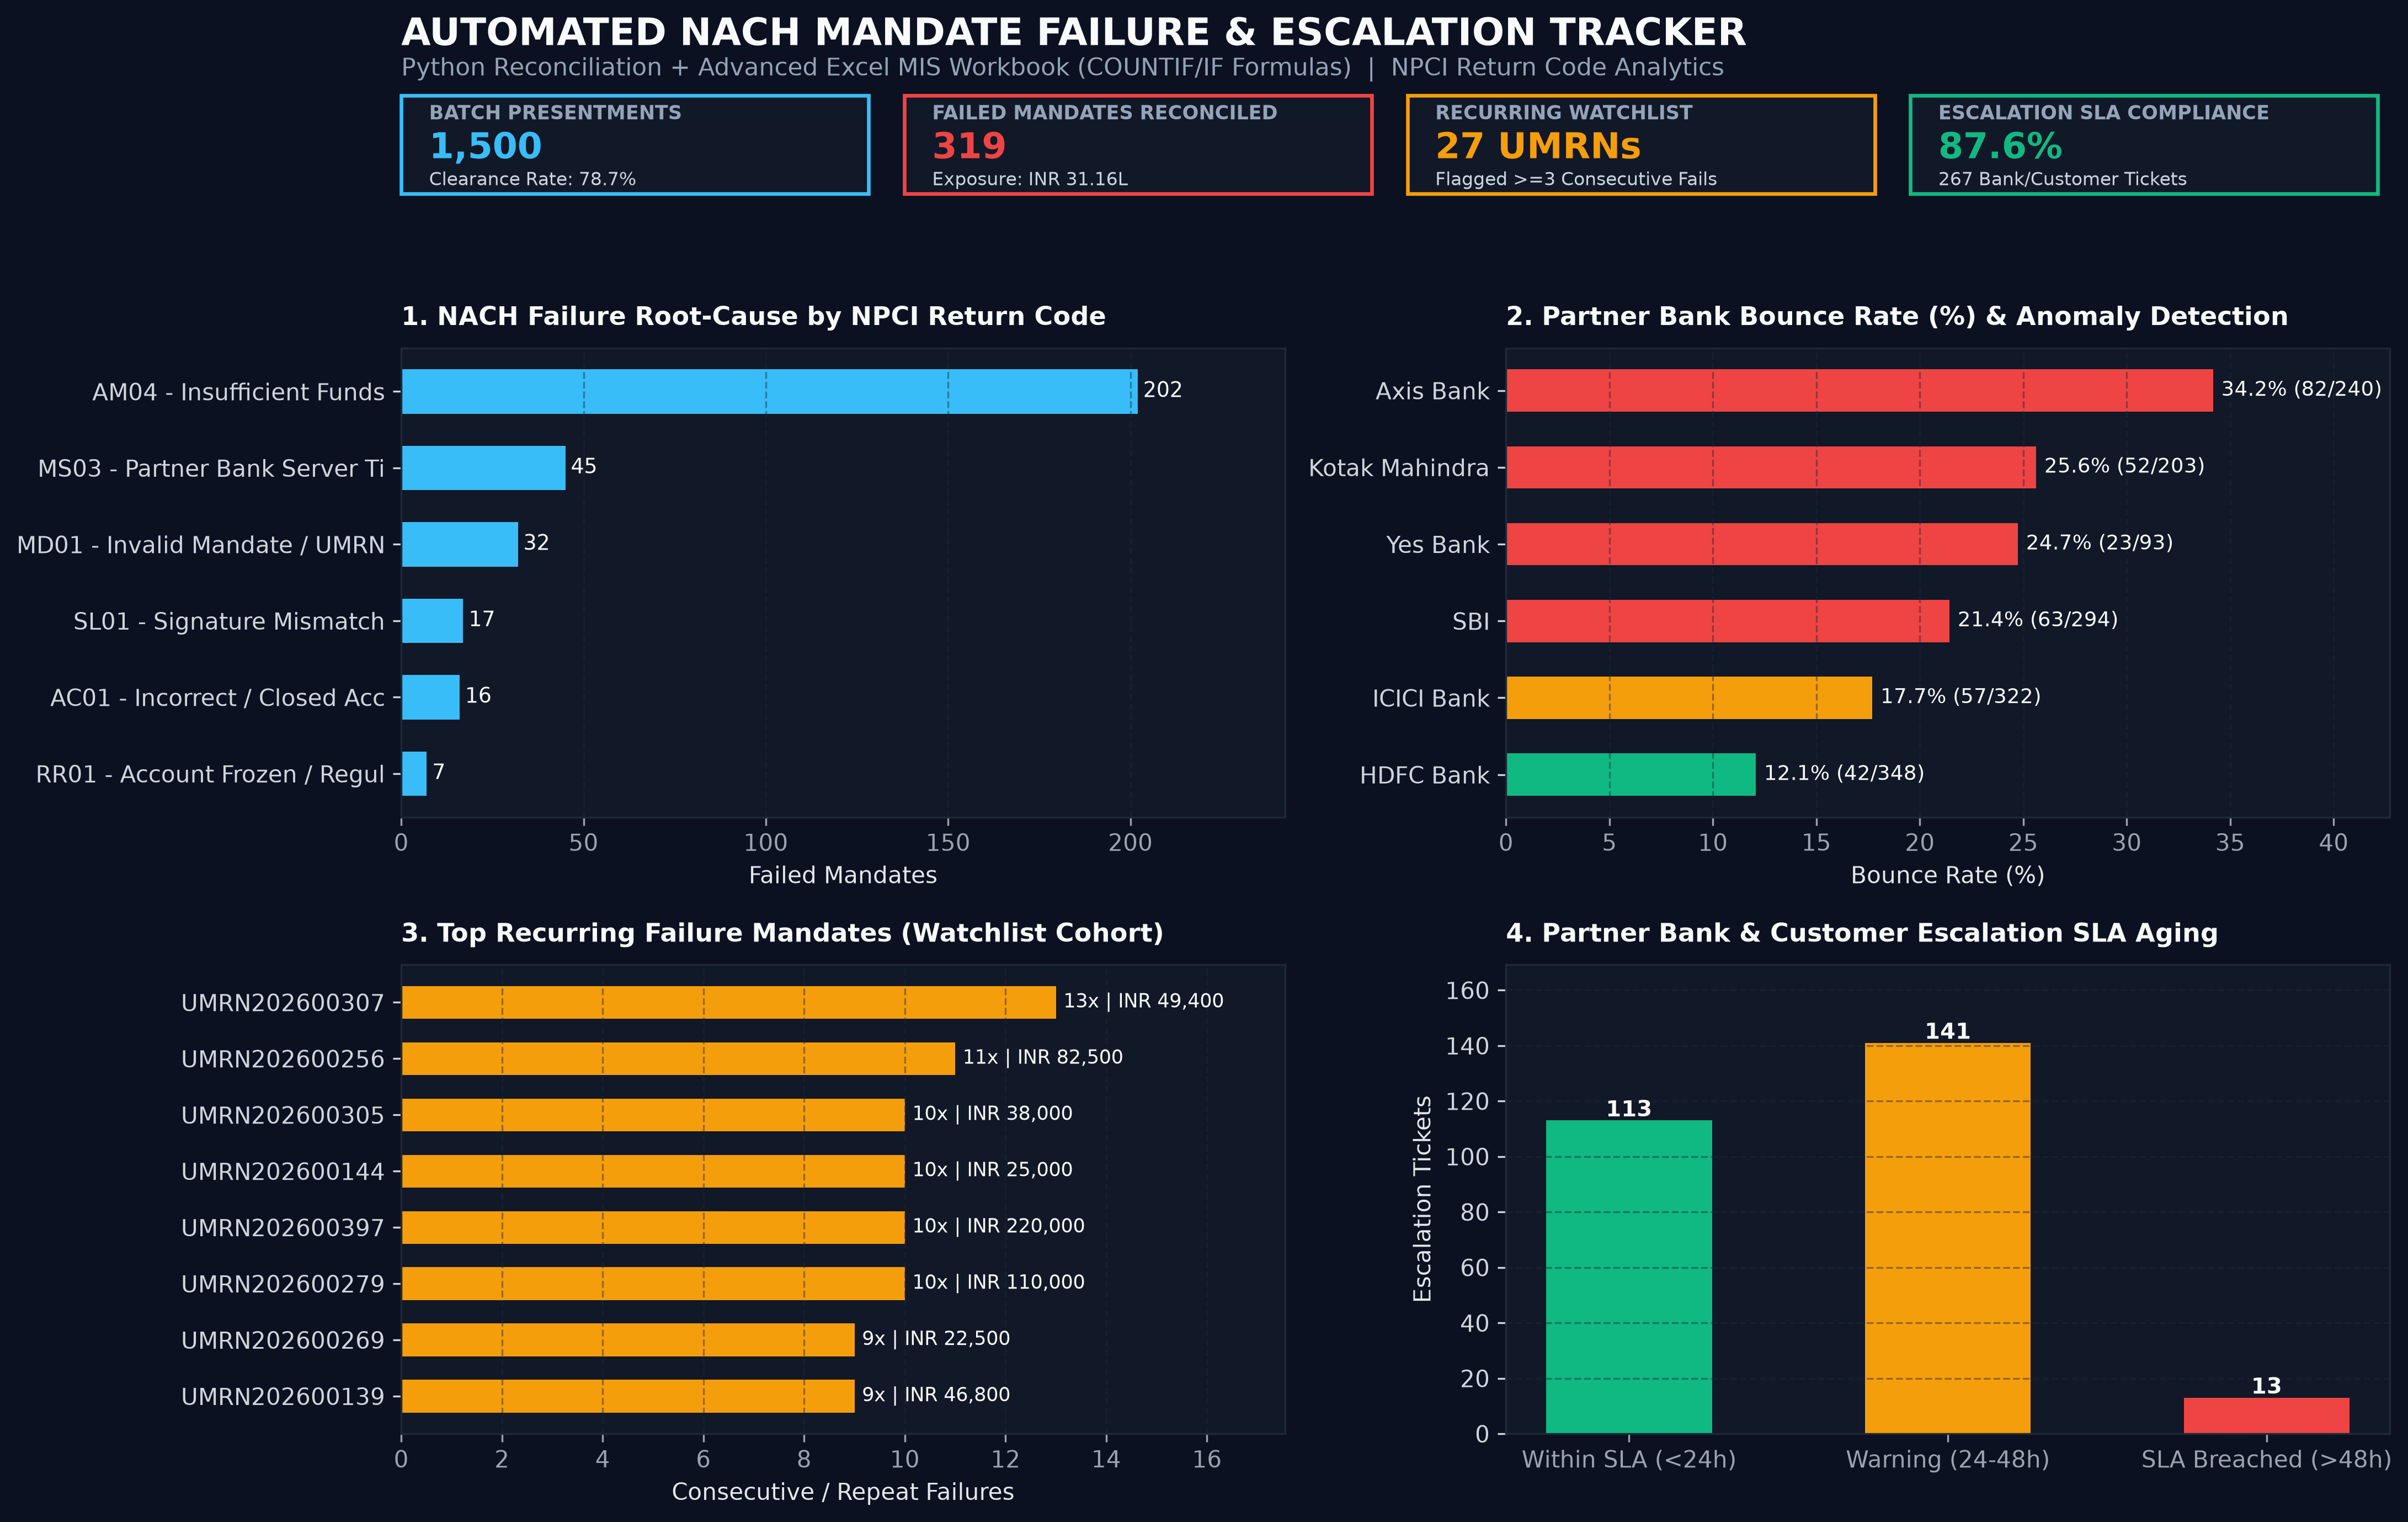 AUTOMATED NACH MANDATE FAILURE & ESCALATION TRACKER
Python Reconciliation + Advanced Excel MIS Workbook (COUNTIF/IF Formulas) | NPCI Return Code Analytics
BATCH PRESENTMENTS
1,500
Clearance Rate: 78.7%
FAILED MANDATES RECONCILED
319
Exposure: INR 31.16L
RECURRING WATCHLIST
27 UMRNs
Flagged >=3 Consecutive Fails
ESCALATION SLA COMPLIANCE
87.6%
267 Bank/Customer Tickets
1. NACH Failure Root-Cause by NPCI Return Code
AM04 - Insufficient Funds 202
MS03 - Partner Bank Server Ti 45
MD01 - Invalid Mandate / UMRN 32
SL01 - Signature Mismatch 17
AC01 - Incorrect / Closed Acc 16
RR01 - Account Frozen / Regul 7
0 50 100 150 200
Failed Mandates
2. Partner Bank Bounce Rate (%) & Anomaly Detection
Axis Bank 34.2% (82/240)
Kotak Mahindra 25.6% (52/203)
Yes Bank 24.7% (23/93)
SBI 21.4% (63/294)
ICICI Bank 17.7% (57/322)
HDFC Bank 12.1% (42/348)
0 5 10 15 20 25 30 35 40
Bounce Rate (%)
3. Top Recurring Failure Mandates (Watchlist Cohort)
UMRN202600307 13x | INR 49,400
UMRN202600256 11x | INR 82,500
UMRN202600305 10x | INR 38,000
UMRN202600144 10x | INR 25,000
UMRN202600397 10x | INR 220,000
UMRN202600279 10x | INR 110,000
UMRN202600269 9x | INR 22,500
UMRN202600139 9x | INR 46,800
0 2 4 6 8 10 12 14 16
Consecutive / Repeat Failures
4. Partner Bank & Customer Escalation SLA Aging
Escalation Tickets
160
140
120
100
80
60
40
20
0
113
141
13
Within SLA (<24h) Warning (24-48h) SLA Breached (>48h)